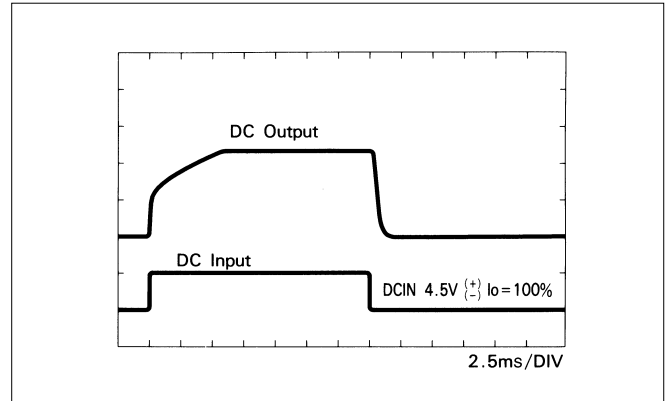 DC Output
DC Input
DCIN 4.5V (+) (-) Io=100%
2.5ms/DIV